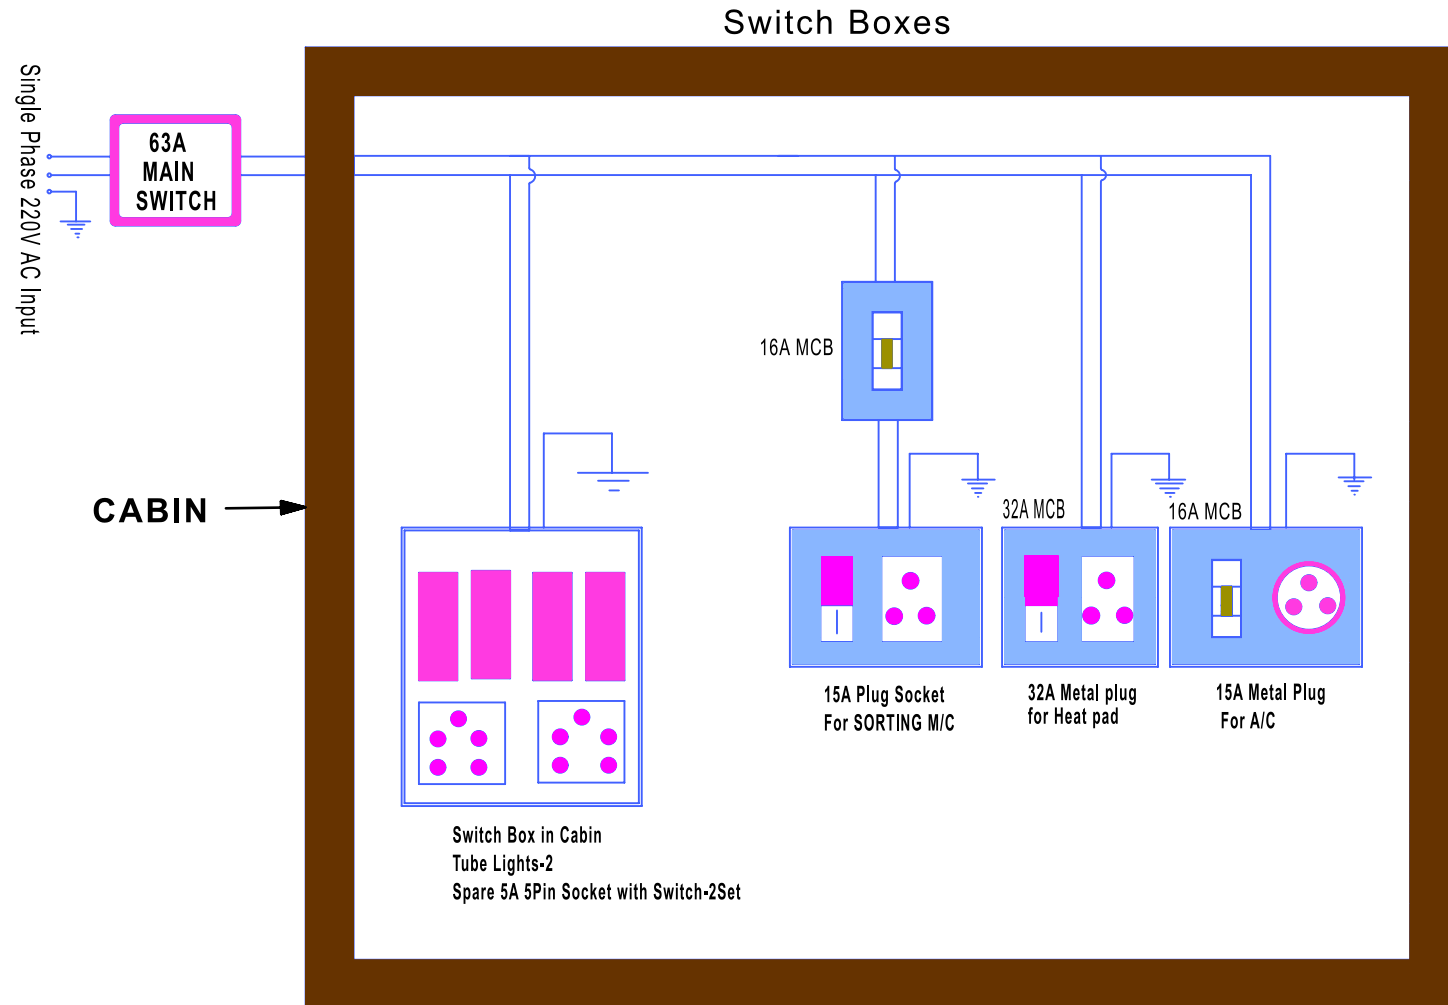 Switch Boxes
Single Phase 220V AC Input
63A
MAIN
SWITCH
16A MCB
CABIN
32A MCB
16A MCB
15A Plug Socket
For SORTING M/C
32A Metal plug
for Heat pad
15A Metal Plug
For A/C
Switch Box in Cabin
Tube Lights-2
Spare 5A 5Pin Socket with Switch-2Set